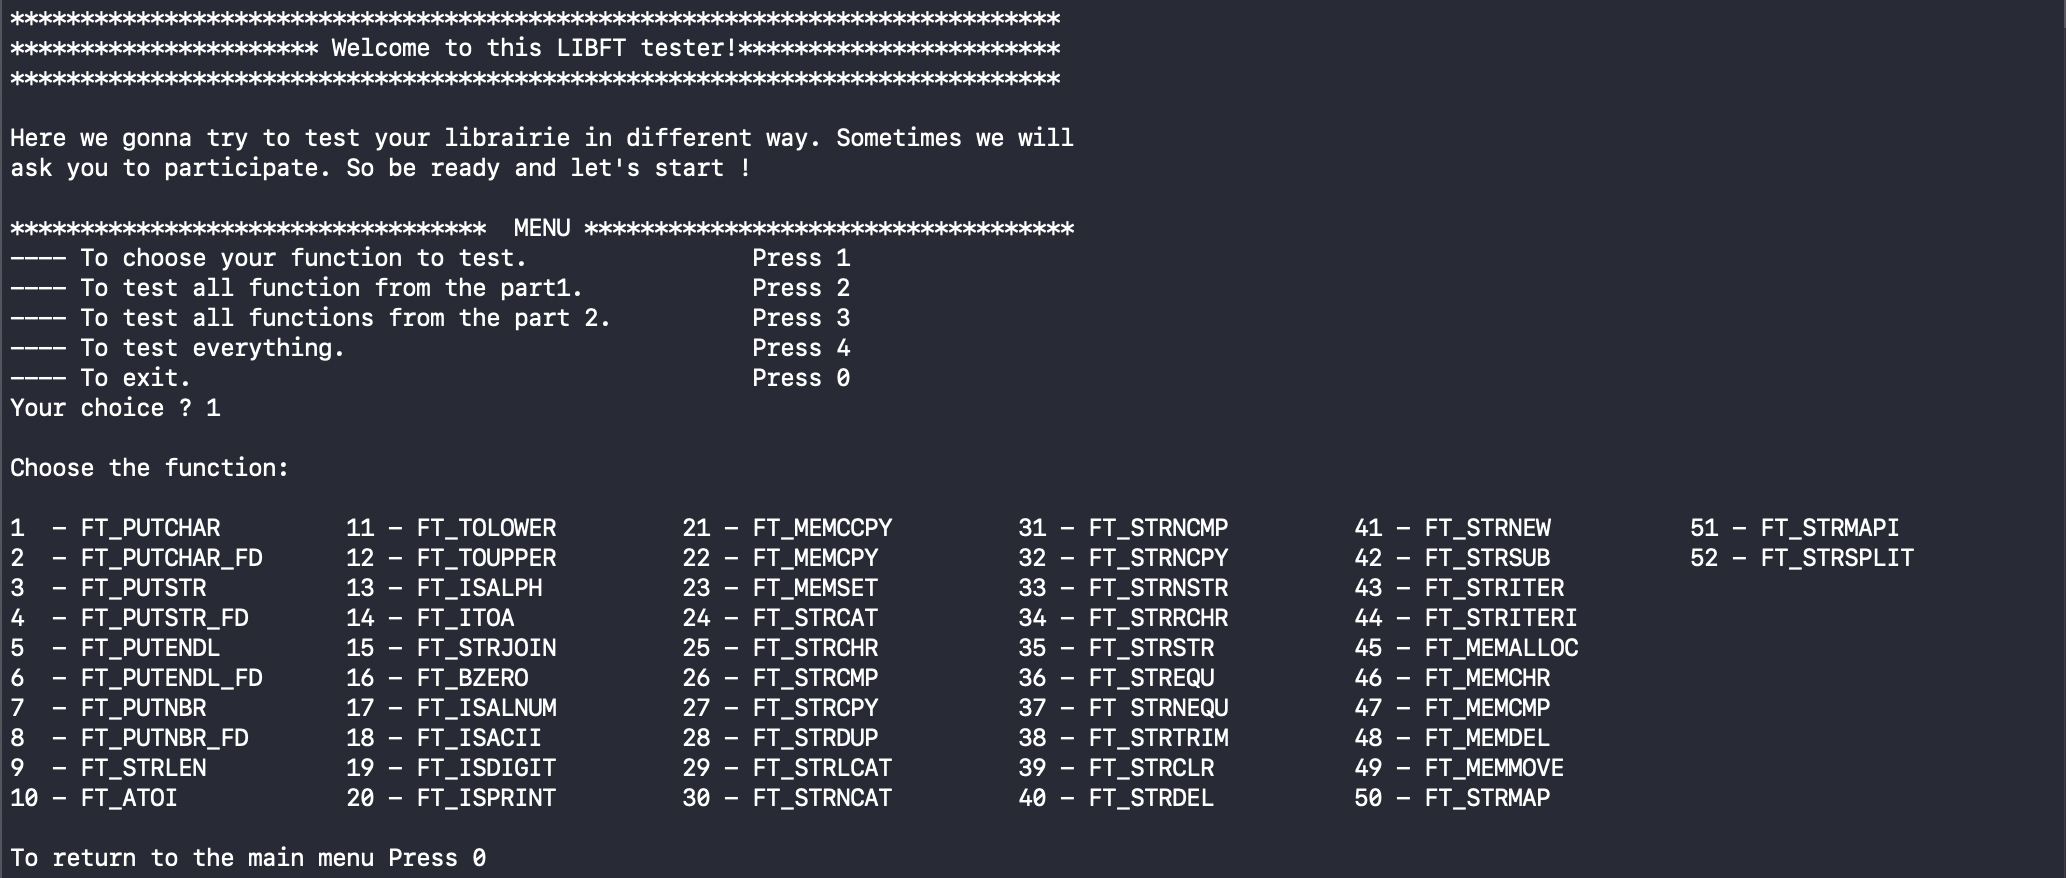 ***************************************************************************
********************** Welcome to this LIBFT tester!***********************
***************************************************************************
Here we gonna try to test your librairie in different way. Sometimes we will
ask you to participate. So be ready and let's start !
**********************************  MENU ***********************************
---- To choose your function to test.                Press 1
---- To test all function from the part1.            Press 2
---- To test all functions from the part 2.          Press 3
---- To test everything.                             Press 4
---- To exit.                                        Press 0
Your choice ? 1
Choose the function:
1  - FT_PUTCHAR         11 - FT_TOLOWER         21 - FT_MEMCCPY         31 - FT_STRNCMP         41 - FT_STRNEW          51 - FT_STRMAPI
2  - FT_PUTCHAR_FD      12 - FT_TOUPPER         22 - FT_MEMCPY          32 - FT_STRNCPY         42 - FT_STRSUB          52 - FT_STRSPLIT
3  - FT_PUTSTR          13 - FT_ISALPH          23 - FT_MEMSET          33 - FT_STRNSTR         43 - FT_STRITER
4  - FT_PUTSTR_FD       14 - FT_ITOA            24 - FT_STRCAT          34 - FT_STRRCHR         44 - FT_STRITERI
5  - FT_PUTENDL         15 - FT_STRJOIN         25 - FT_STRCHR          35 - FT_STRSTR          45 - FT_MEMALLOC
6  - FT_PUTENDL_FD      16 - FT_BZERO           26 - FT_STRCMP          36 - FT_STREQU          46 - FT_MEMCHR
7  - FT_PUTNBR          17 - FT_ISALNUM         27 - FT_STRCPY          37 - FT STRNEQU         47 - FT_MEMCMP
8  - FT_PUTNBR_FD       18 - FT_ISACII          28 - FT_STRDUP          38 - FT_STRTRIM         48 - FT_MEMDEL
9  - FT_STRLEN          19 - FT_ISDIGIT         29 - FT_STRLCAT         39 - FT_STRCLR          49 - FT_MEMMOVE
10 - FT_ATOI            20 - FT_ISPRINT         30 - FT_STRNCAT         40 - FT_STRDEL          50 - FT_STRMAP
To return to the main menu Press 0